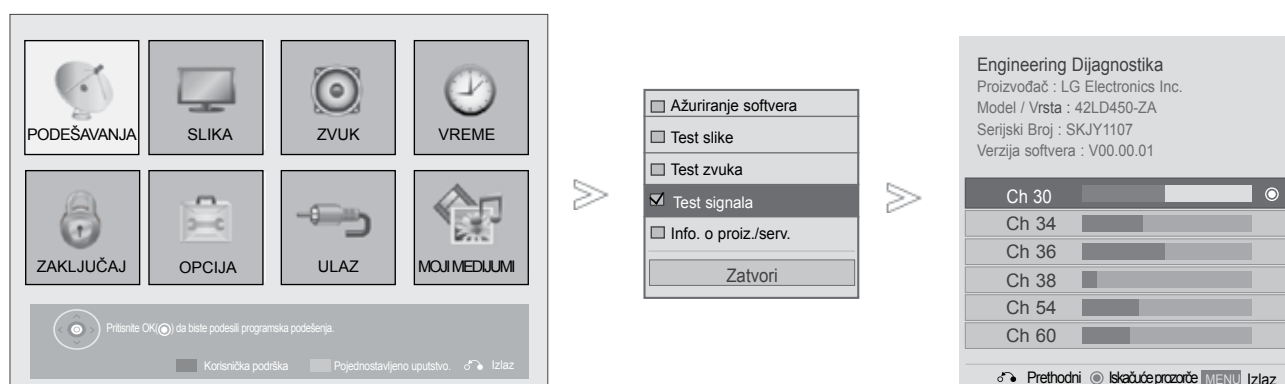 PODEŠAVANJA SLIKA ZVUK VREME
ZAKLJUČAJ OPCIJA ULAZ MOJI MEDIJUMI
Pritisnite OK(◉) da biste podesili programska podešenja.
Korisnička podrška Pojednostavljeno uputstvo. Izlaz
Ažuriranje softvera
Test slike
Test zvuka
Test signala
Info. o proiz./serv.
Zatvori
Engineering Dijagnostika
Proizvođač : LG Electronics Inc.
Model / Vrsta : 42LD450-ZA
Serijski Broj : SKJY1107
Verzija softvera : V00.00.01
Ch 30
Ch 34
Ch 36
Ch 38
Ch 54
Ch 60
Prethodni ◉ Iskačuće prozorče MENU Izlaz